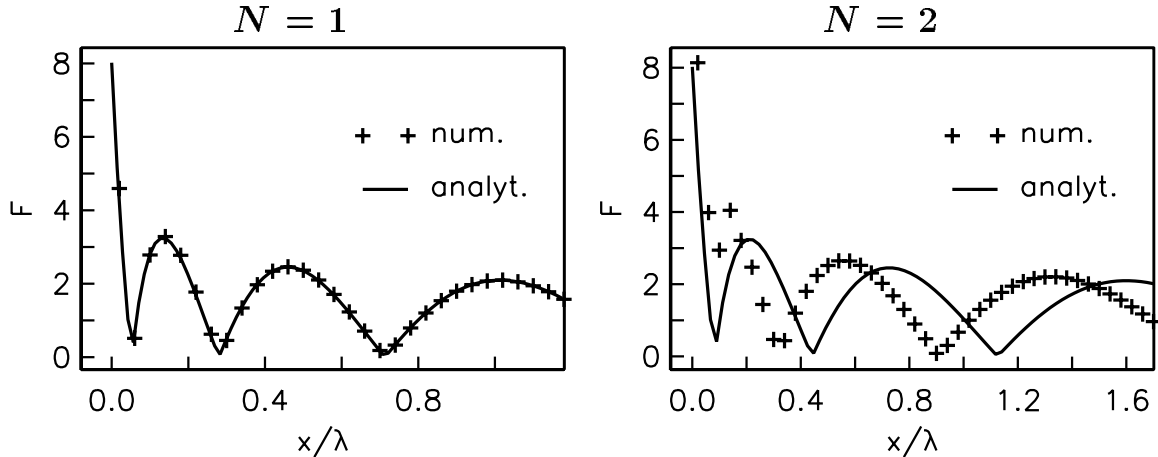 N = 1
8
6
4
2
0
F
num.
analyt.
0.0 0.4 0.8
x/λ
N = 2
8
6
4
2
0
F
num.
analyt.
0.0 0.4 0.8 1.2 1.6
x/λ